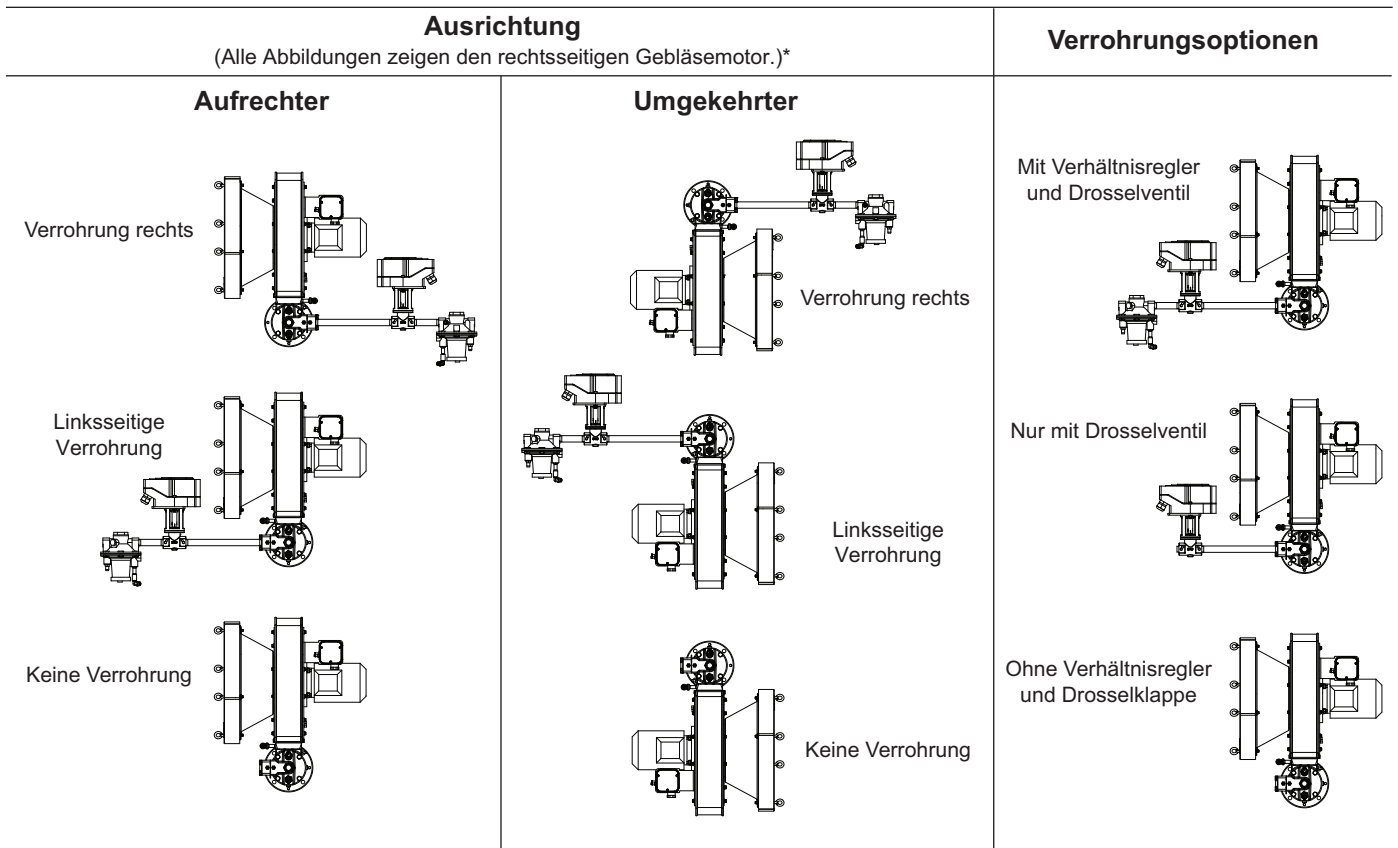 Ausrichtung
(Alle Abbildungen zeigen den rechtsseitigen Gebläsemotor.)*
Verrohrungsoptionen
Aufrechter
Umgekehrter
Verrohrung rechts
Linksseitige
Verrohrung
Keine Verrohrung
Verrohrung rechts
Linksseitige
Verrohrung
Keine Verrohrung
Mit Verhältnisregler
und Drosselventil
Nur mit Drosselventil
Ohne Verhältnisregler
und Drosselklappe